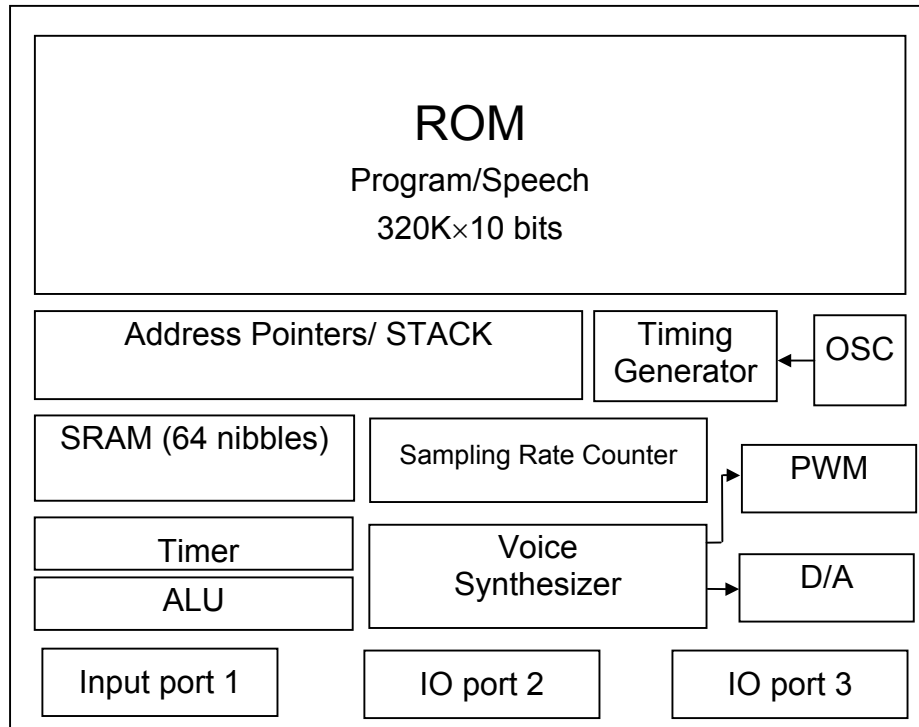 ROM
Program/Speech
320K×10 bits
Address Pointers/ STACK
Timing
Generator
OSC
SRAM (64 nibbles)
Sampling Rate Counter
PWM
Timer
Voice
Synthesizer
D/A
ALU
Input port 1
IO port 2
IO port 3